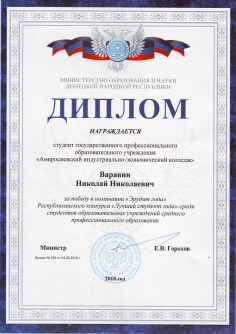 МИНИСТЕРСТВО ОБРАЗОВАНИЯ И НАУКИ
ДОНЕЦКОЙ НАРОДНОЙ РЕСПУБЛИКИ
ДИПЛОМ
НАГРАЖДАЕТСЯ
студент государственного профессионального
образовательного учреждения
«Амвросиевский индустриально-экономический колледж»
Варавин
Николай Николаевич
за победу в номинации «Эрудит года»
Республиканского конкурса «Лучший студент года» среди
студентов образовательных учреждений среднего
профессионального образования
Министр
Е.В. Горохов
2018 год